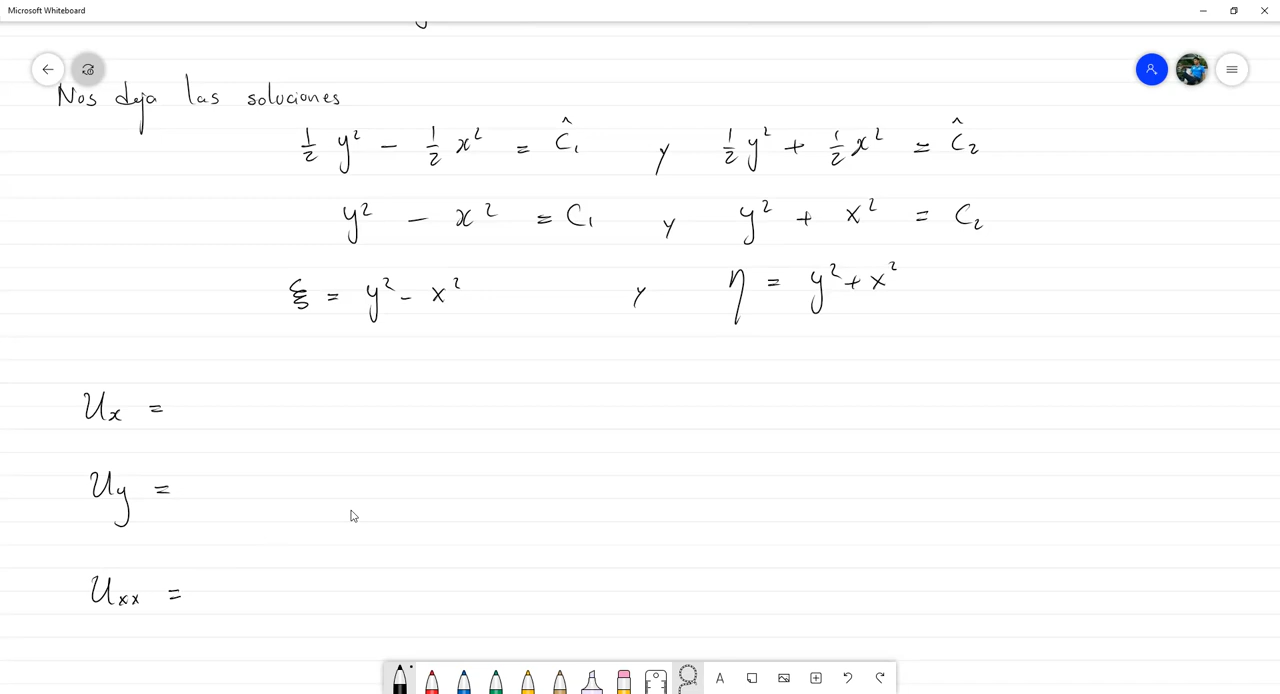 Microsoft Whiteboard
Nos deja las soluciones
½ y² − ½ x² = Ĉ₁ y ½ y² + ½ x² = Ĉ₂
y² − x² = C₁ y y² + x² = C₂
ξ = y² − x² y η = y² + x²
Uₓ =
U_y =
Uₓₓ =
A